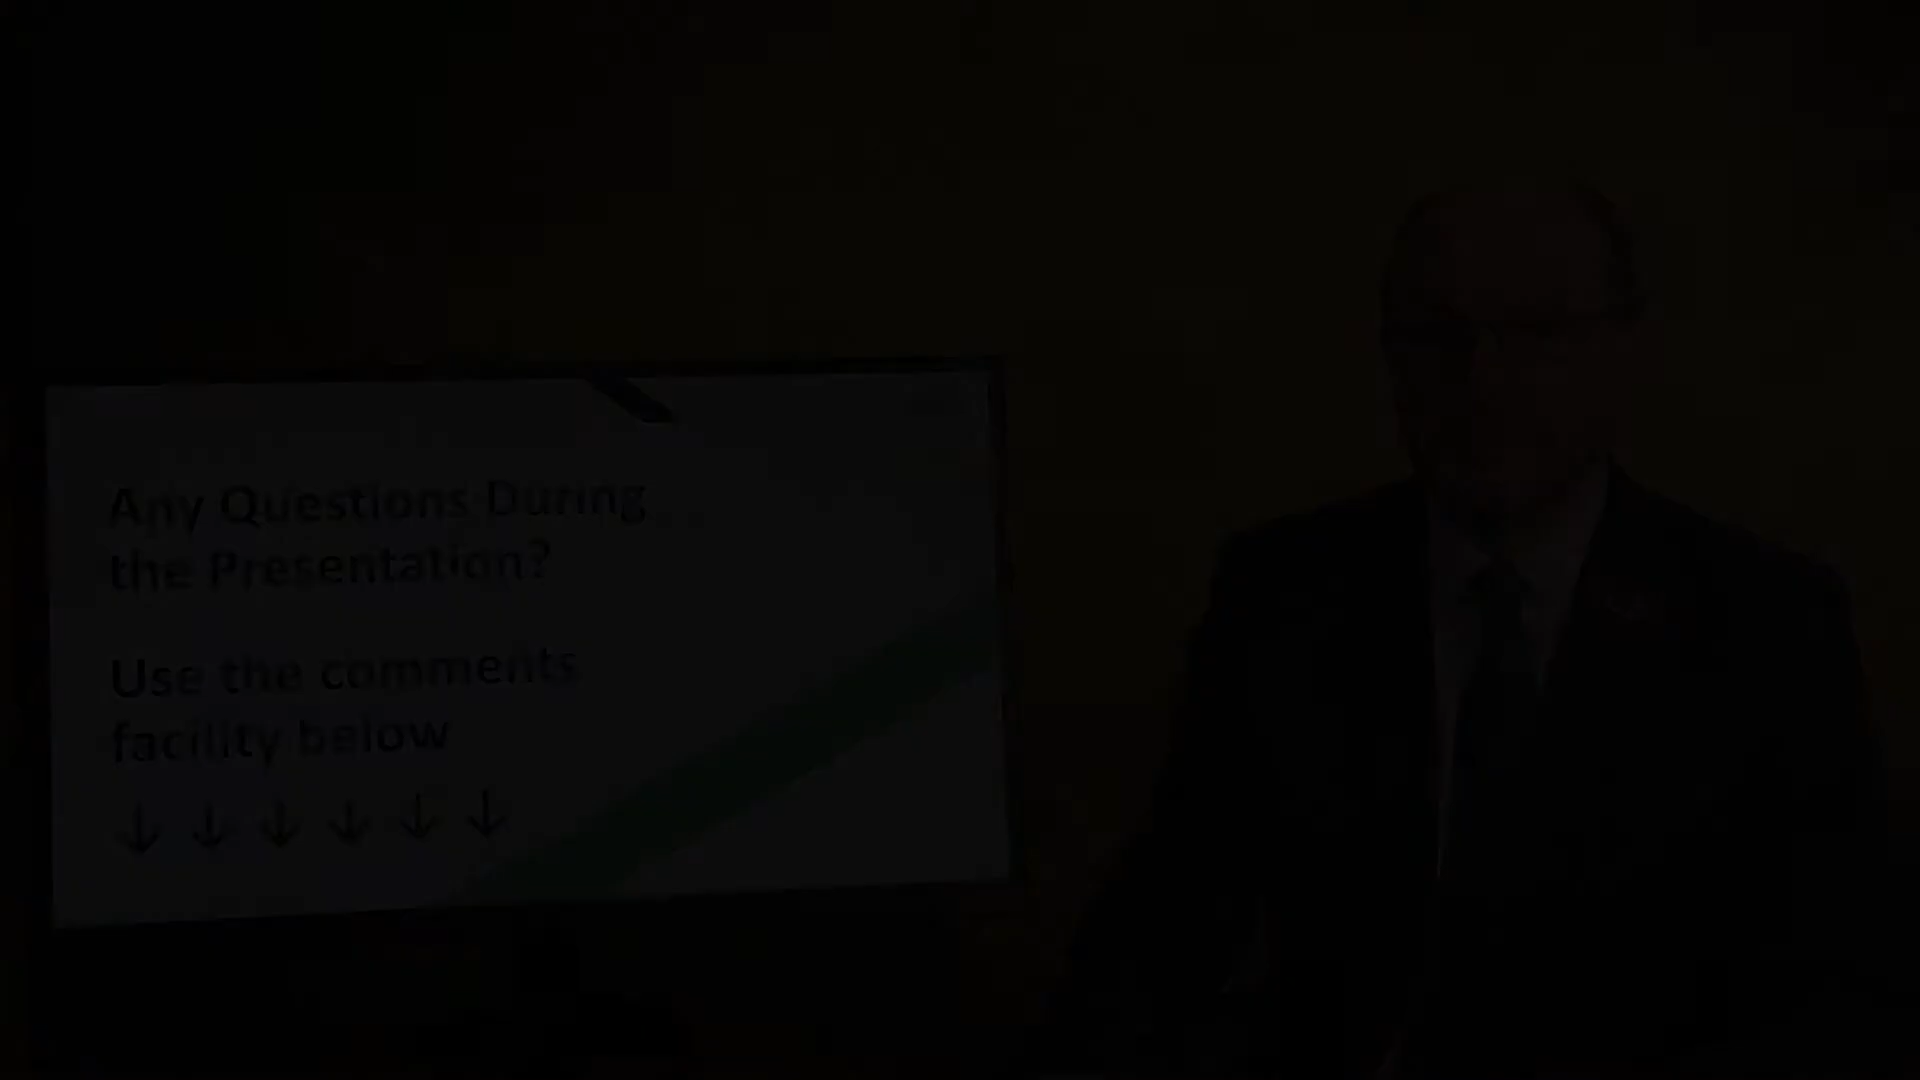 Any Questions During
the Presentation?
Use the comments
facility below
↓ ↓ ↓ ↓ ↓ ↓